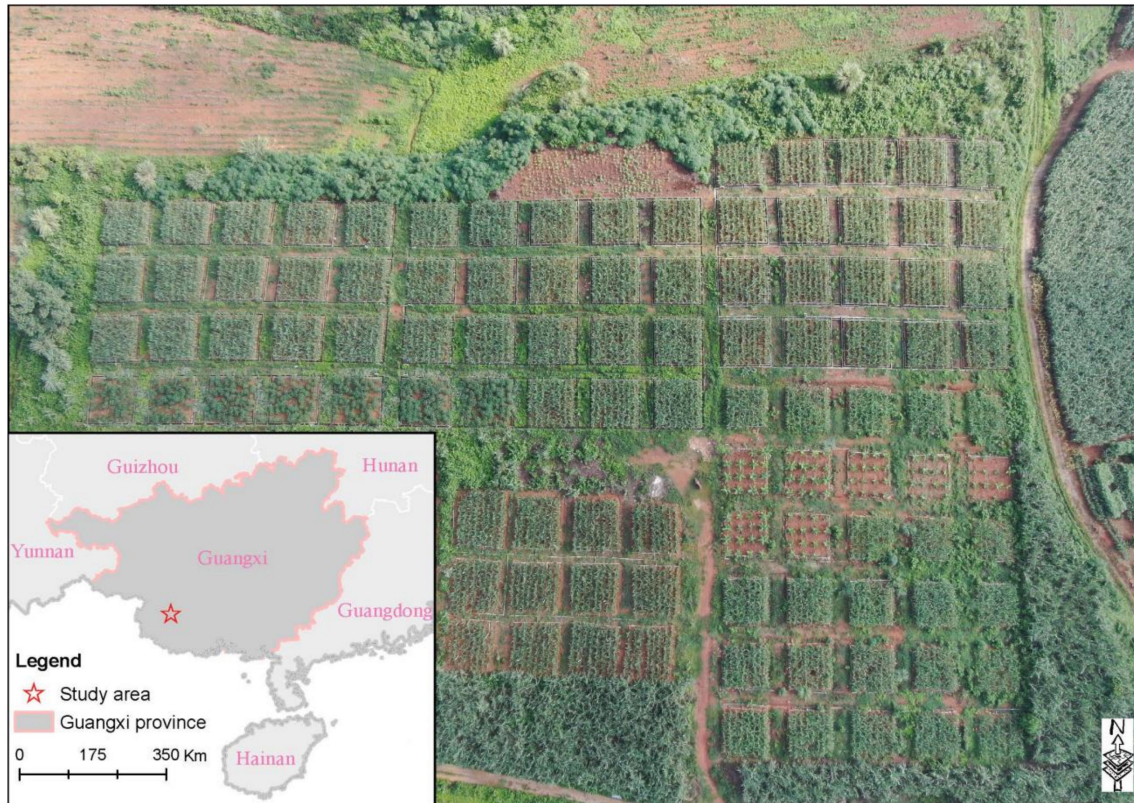 Guizhou
Hunan
Yunnan
Guangxi
Guangdong
Legend
Study area
Guangxi province
0 175 350 Km
Hainan
N